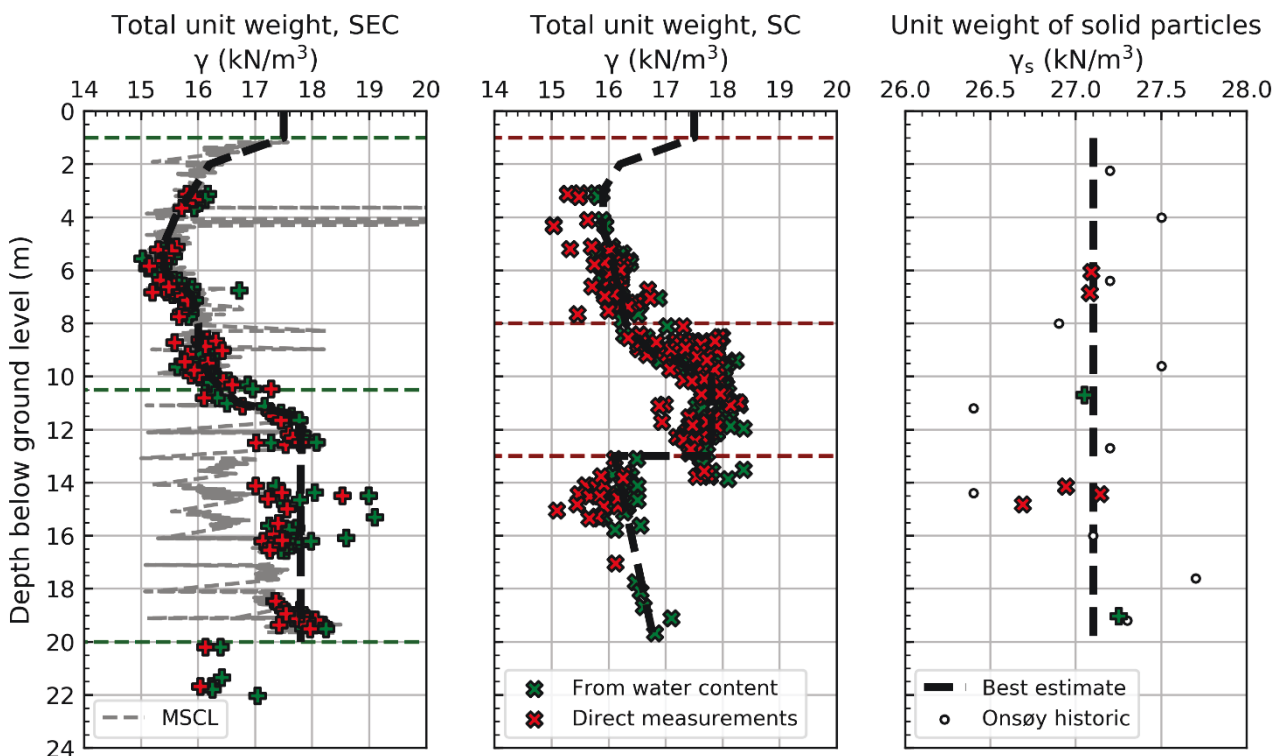 Total unit weight, SEC
γ (kN/m³)
14 15 16 17 18 19 20
Total unit weight, SC
γ (kN/m³)
14 15 16 17 18 19 20
Unit weight of solid particles
γs (kN/m³)
26.0 26.5 27.0 27.5 28.0
Depth below ground level (m)
0
2
4
6
8
10
12
14
16
18
20
22
24
MSCL
From water content
Direct measurements
Best estimate
Onsøy historic